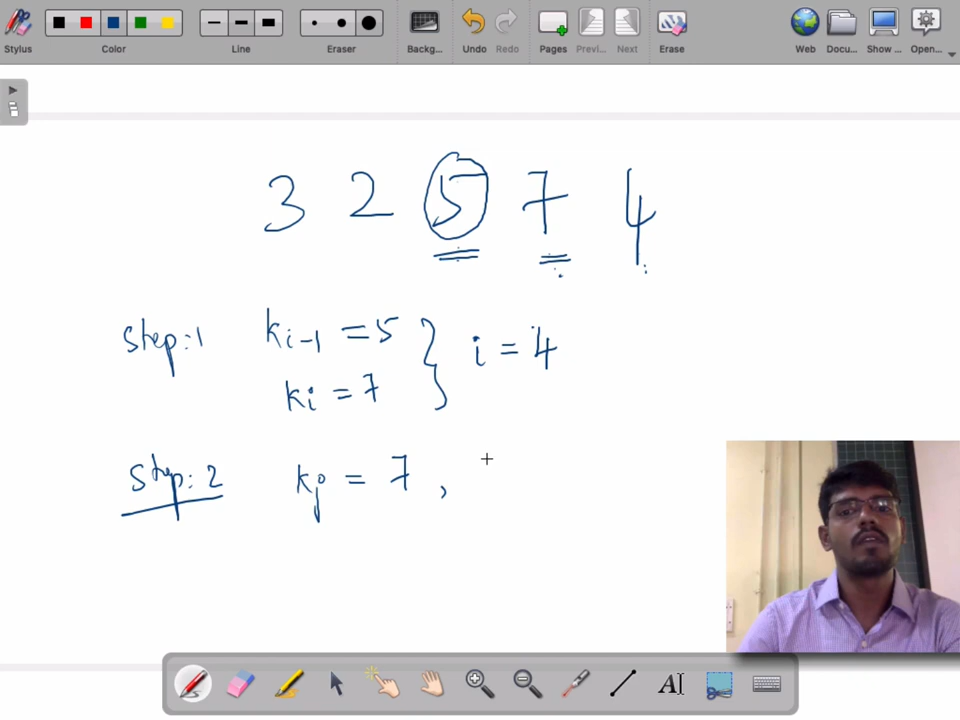 Stylus Color Line Eraser Backg... Undo Redo Pages Previ... Next Erase Web Docu... Show ... Open...
3 2 5 7 4
Step:1 ki-1 = 5 } i = 4
ki = 7
Step:2 kj = 7 ,
AI